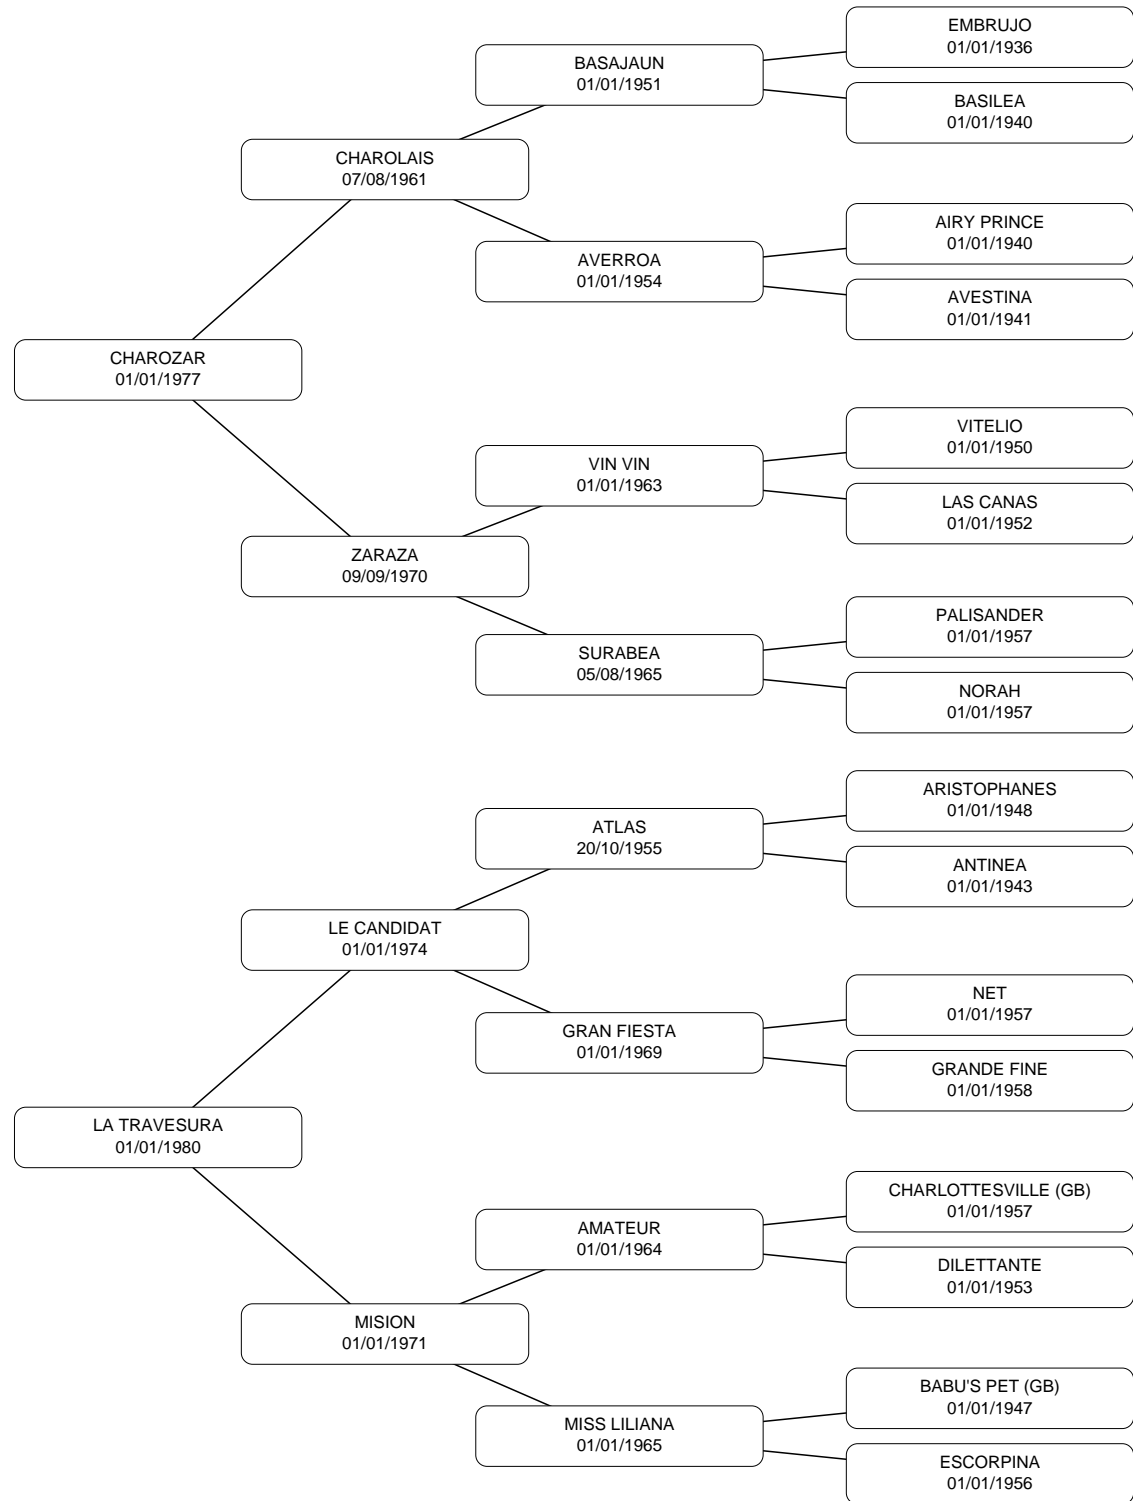 EMBRUJO
01/01/1936
BASAJAUN
01/01/1951
BASILEA
01/01/1940
CHAROLAIS
07/08/1961
AIRY PRINCE
01/01/1940
AVERROA
01/01/1954
AVESTINA
01/01/1941
CHAROZAR
01/01/1977
VITELIO
01/01/1950
VIN VIN
01/01/1963
LAS CANAS
01/01/1952
ZARAZA
09/09/1970
PALISANDER
01/01/1957
SURABEA
05/08/1965
NORAH
01/01/1957
ARISTOPHANES
01/01/1948
ATLAS
20/10/1955
ANTINEA
01/01/1943
LE CANDIDAT
01/01/1974
NET
01/01/1957
GRAN FIESTA
01/01/1969
GRANDE FINE
01/01/1958
LA TRAVESURA
01/01/1980
CHARLOTTESVILLE (GB)
01/01/1957
AMATEUR
01/01/1964
DILETTANTE
01/01/1953
MISION
01/01/1971
BABU'S PET (GB)
01/01/1947
MISS LILIANA
01/01/1965
ESCORPINA
01/01/1956